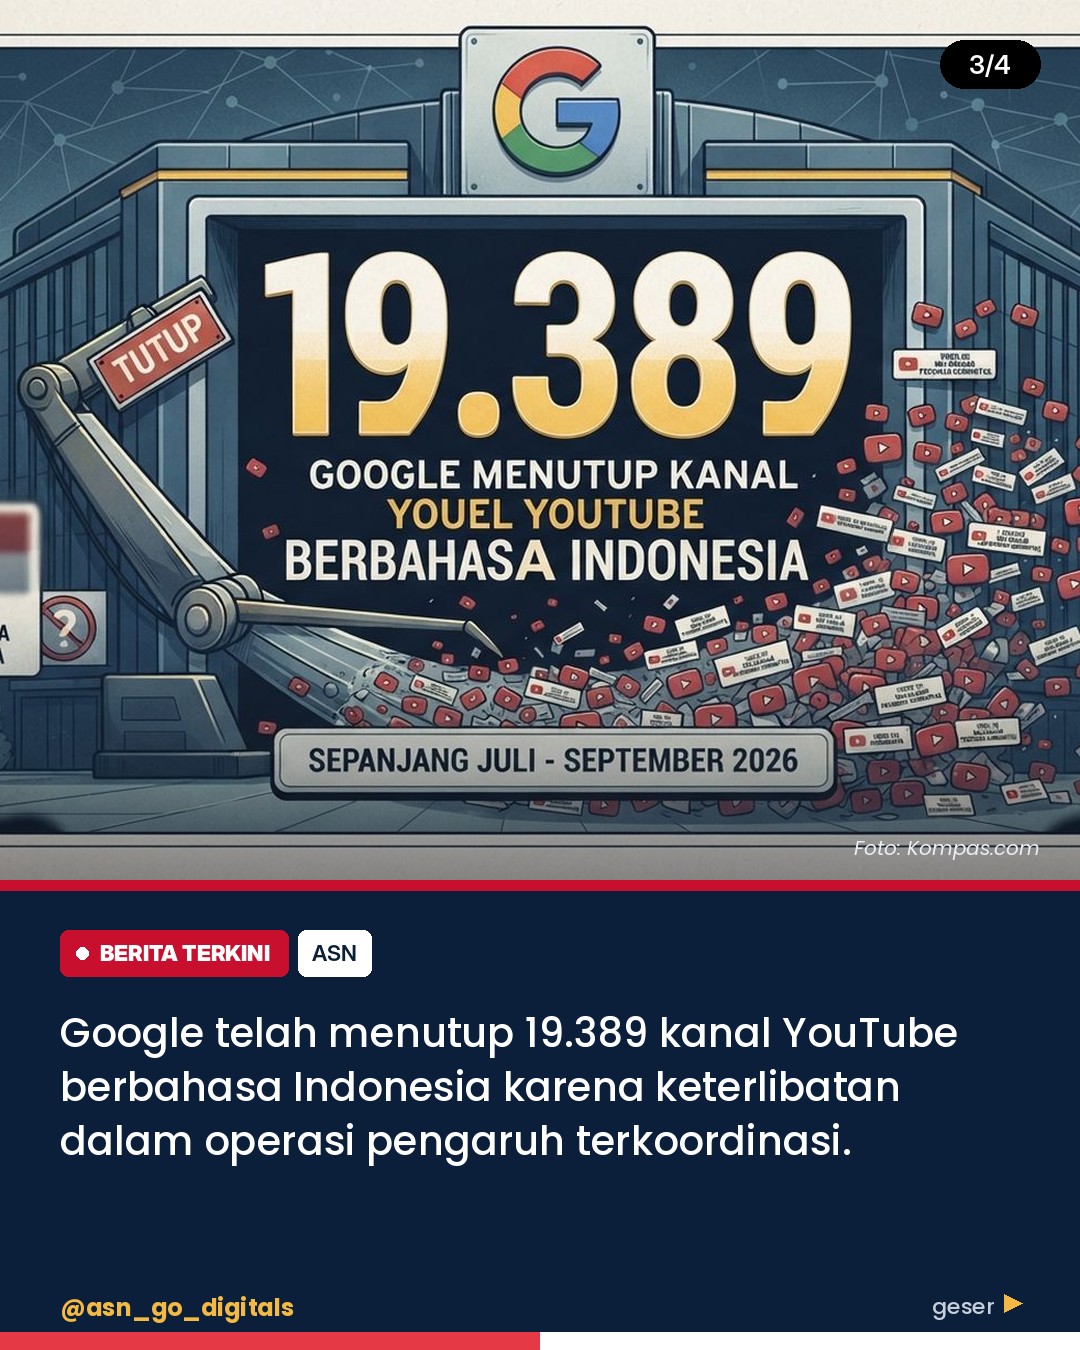 3/4
G
TUTUP
19.389
GOOGLE MENUTUP KANAL
YOUEL YOUTUBE
BERBAHASA INDONESIA
SEPANJANG JULI - SEPTEMBER 2026
Foto: Kompas.com
BERITA TERKINI
ASN
Google telah menutup 19.389 kanal YouTube
berbahasa Indonesia karena keterlibatan
dalam operasi pengaruh terkoordinasi.
@asn_go_digitals
geser